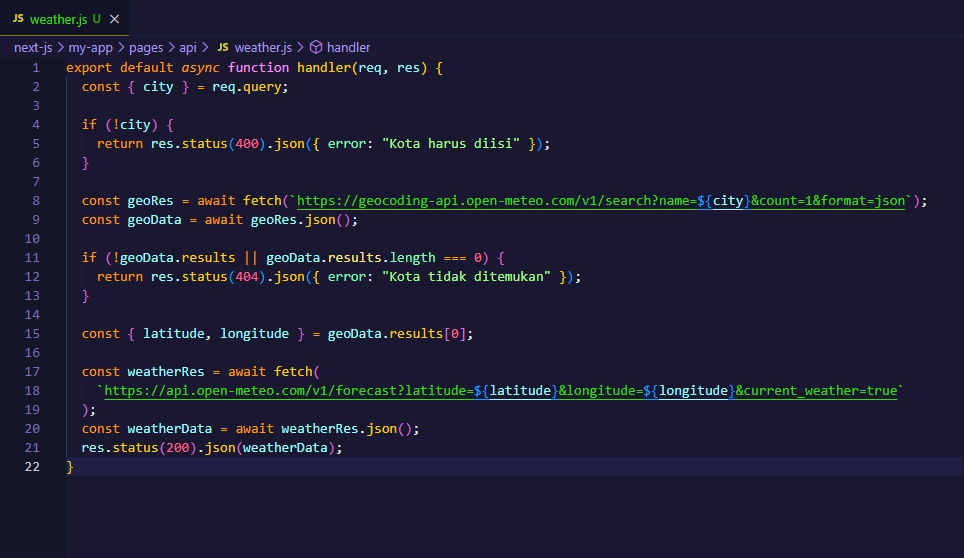 JS weather.js U ×
next-js > my-app > pages > api > JS weather.js > handler
1 export default async function handler(req, res) {
2   const { city } = req.query;
3
4   if (!city) {
5     return res.status(400).json({ error: "Kota harus diisi" });
6   }
7
8   const geoRes = await fetch(`https://geocoding-api.open-meteo.com/v1/search?name=${city}&count=1&format=json`);
9   const geoData = await geoRes.json();
10
11   if (!geoData.results || geoData.results.length === 0) {
12     return res.status(404).json({ error: "Kota tidak ditemukan" });
13   }
14
15   const { latitude, longitude } = geoData.results[0];
16
17   const weatherRes = await fetch(
18     `https://api.open-meteo.com/v1/forecast?latitude=${latitude}&longitude=${longitude}&current_weather=true`
19   );
20   const weatherData = await weatherRes.json();
21   res.status(200).json(weatherData);
22 }